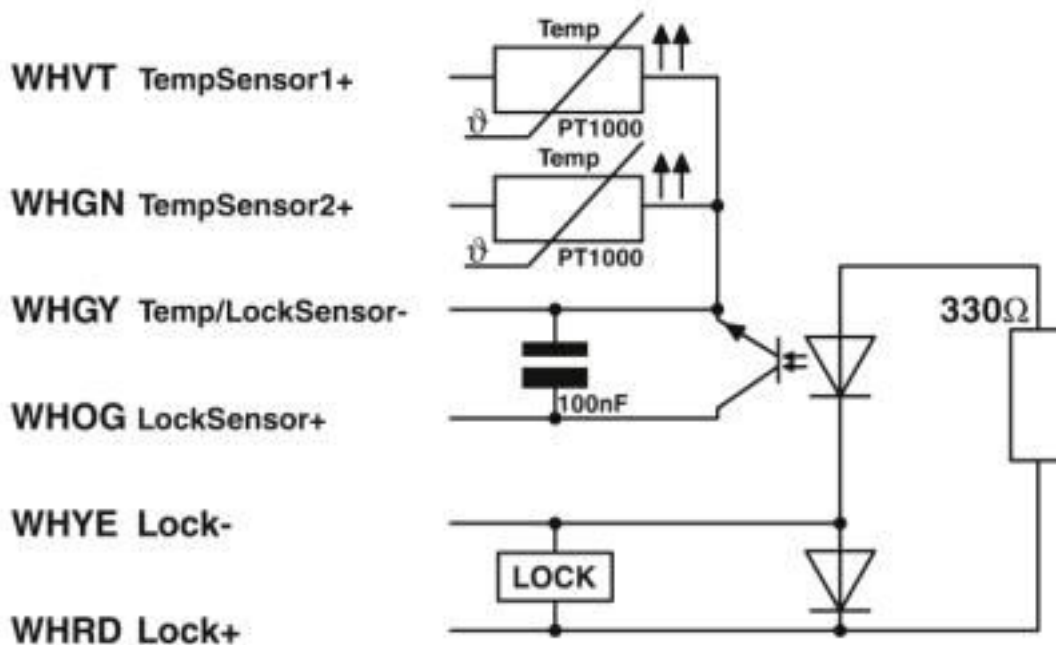 Temp
WHVT TempSensor1+
ϑ PT1000
Temp
WHGN TempSensor2+
ϑ PT1000
WHGY Temp/LockSensor-
330Ω
100nF
WHOG LockSensor+
WHYE Lock-
LOCK
WHRD Lock+